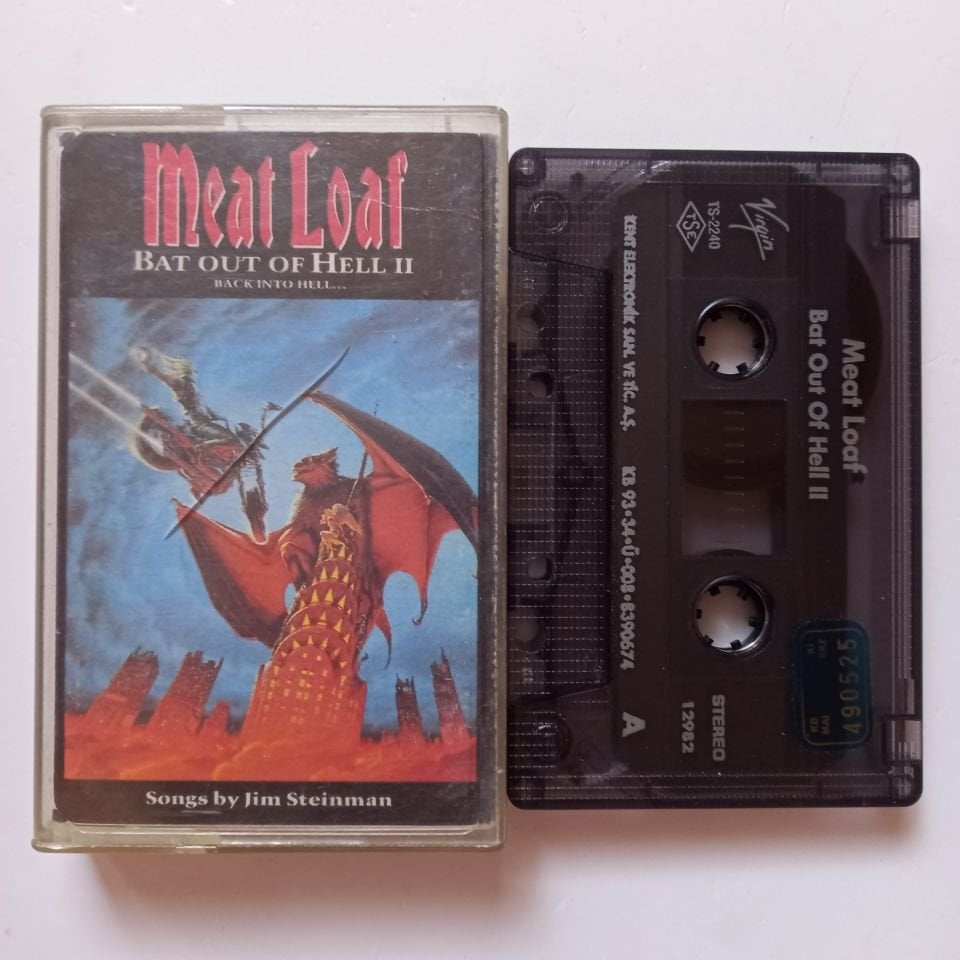 Meat Loaf
BAT OUT OF HELL II
BACK INTO HELL...
Songs by Jim Steinman
Virgin
TSE
TS-2240
Meat Loaf
Bat Out Of Hell II
KENT ELEKTRONİK SAN. VE TİC. A.Ş. KB.93.34.Ü.008.8390674
A
STEREO
12982
KB
MAI
490525